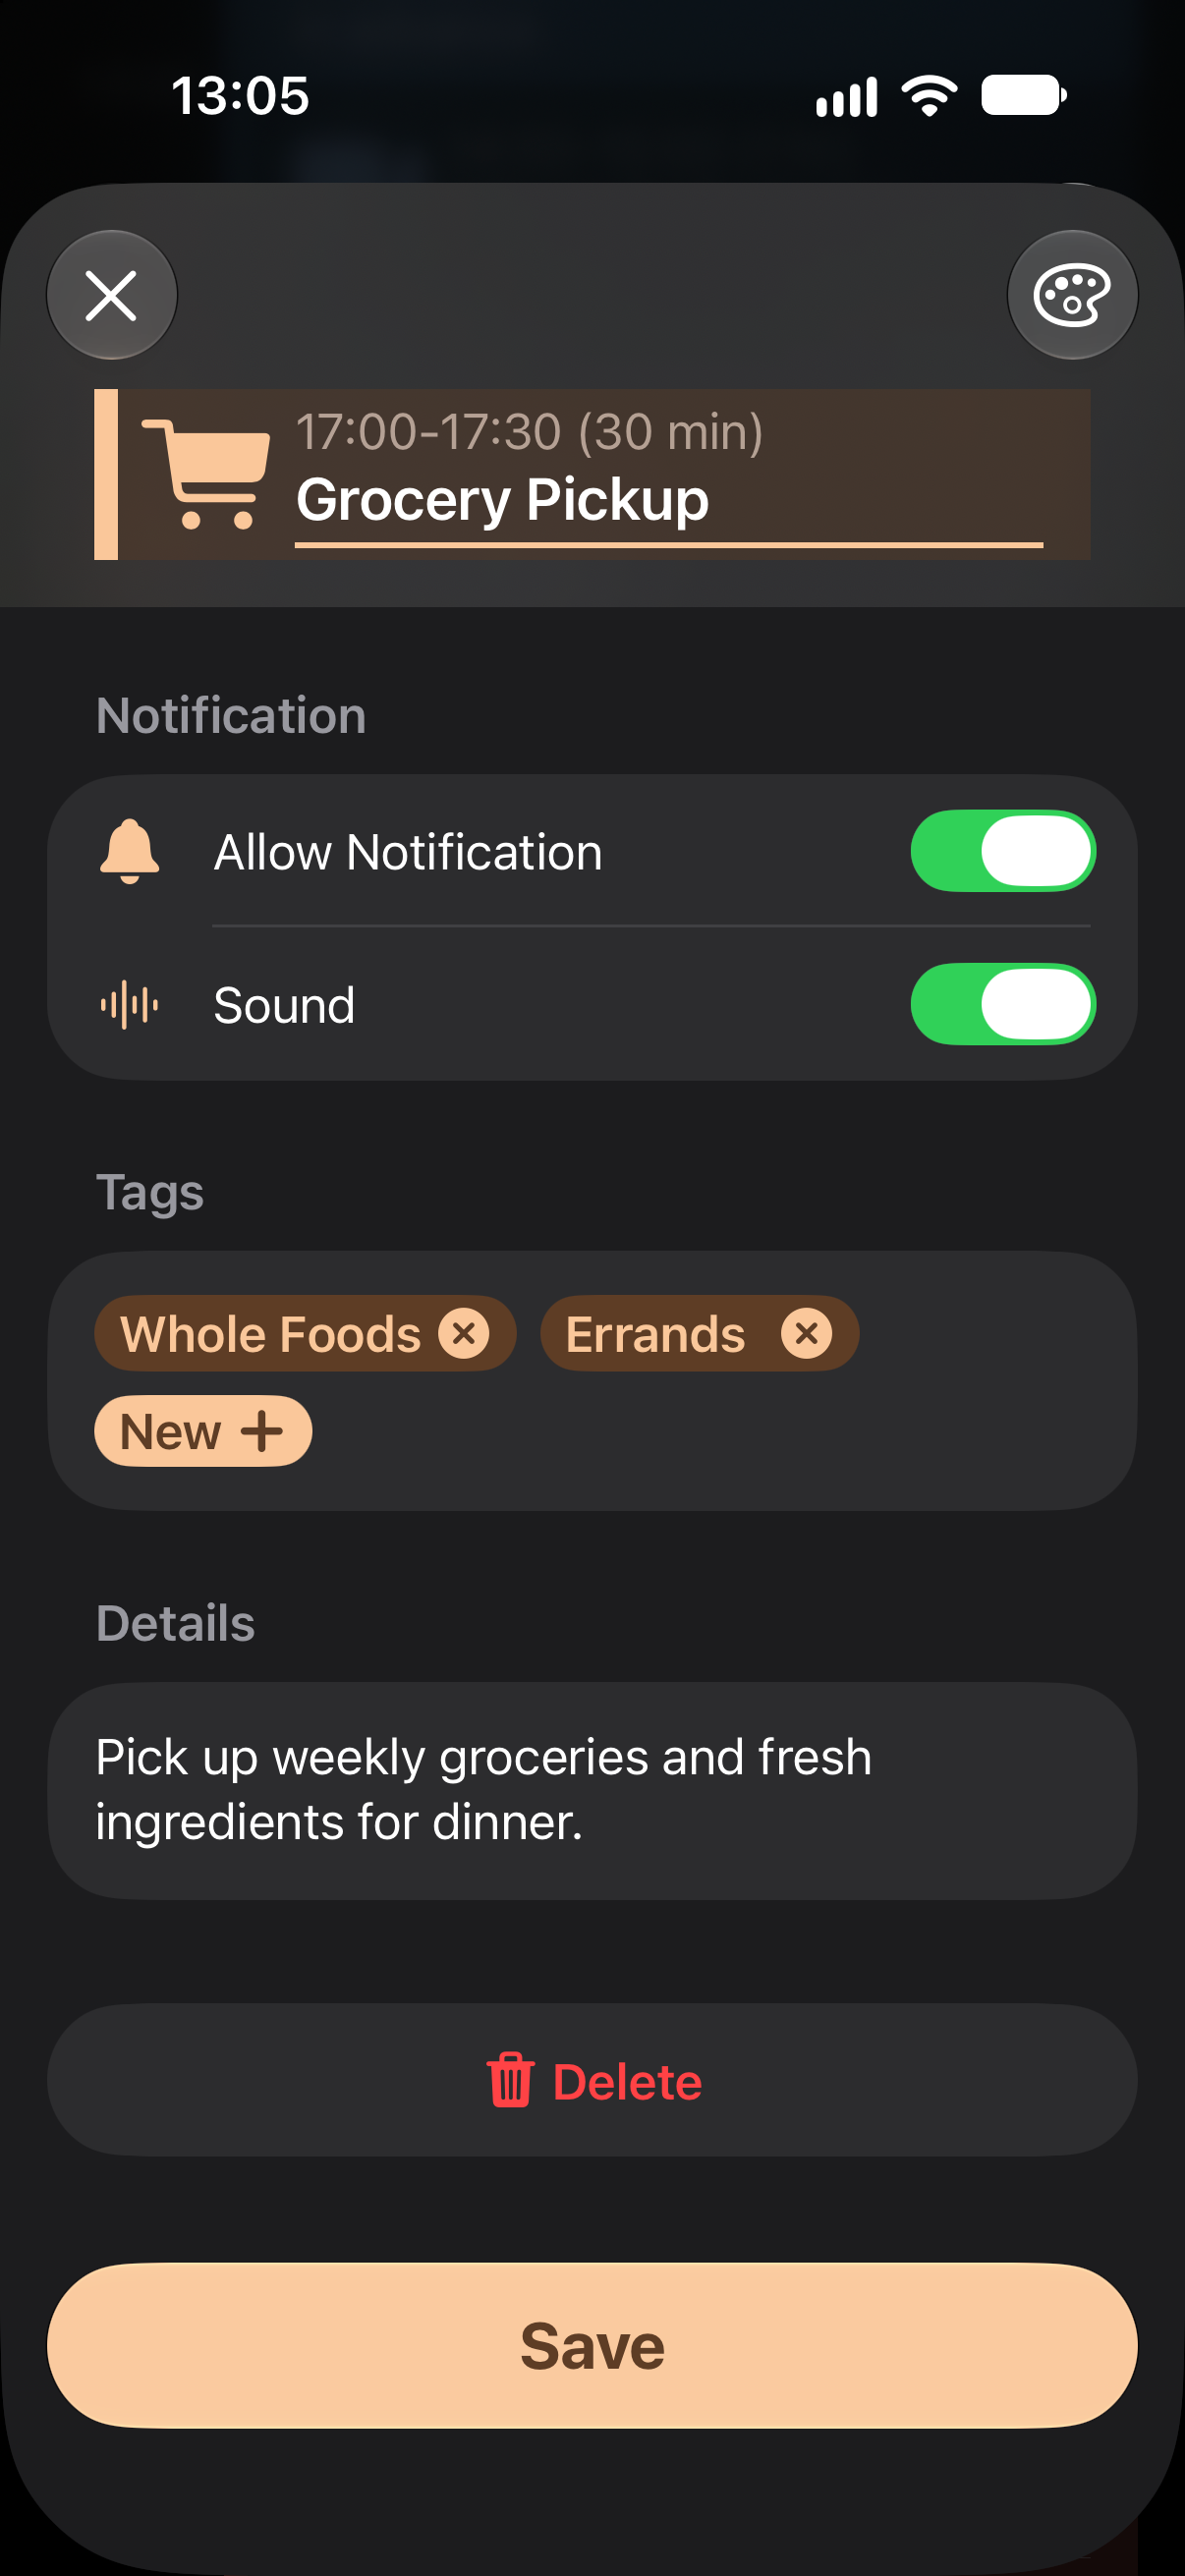 13:05
17:00-17:30 (30 min)
Grocery Pickup
Notification
Allow Notification
Sound
Tags
Whole Foods
Errands
New
Details
Pick up weekly groceries and fresh
ingredients for dinner.
Delete
Save